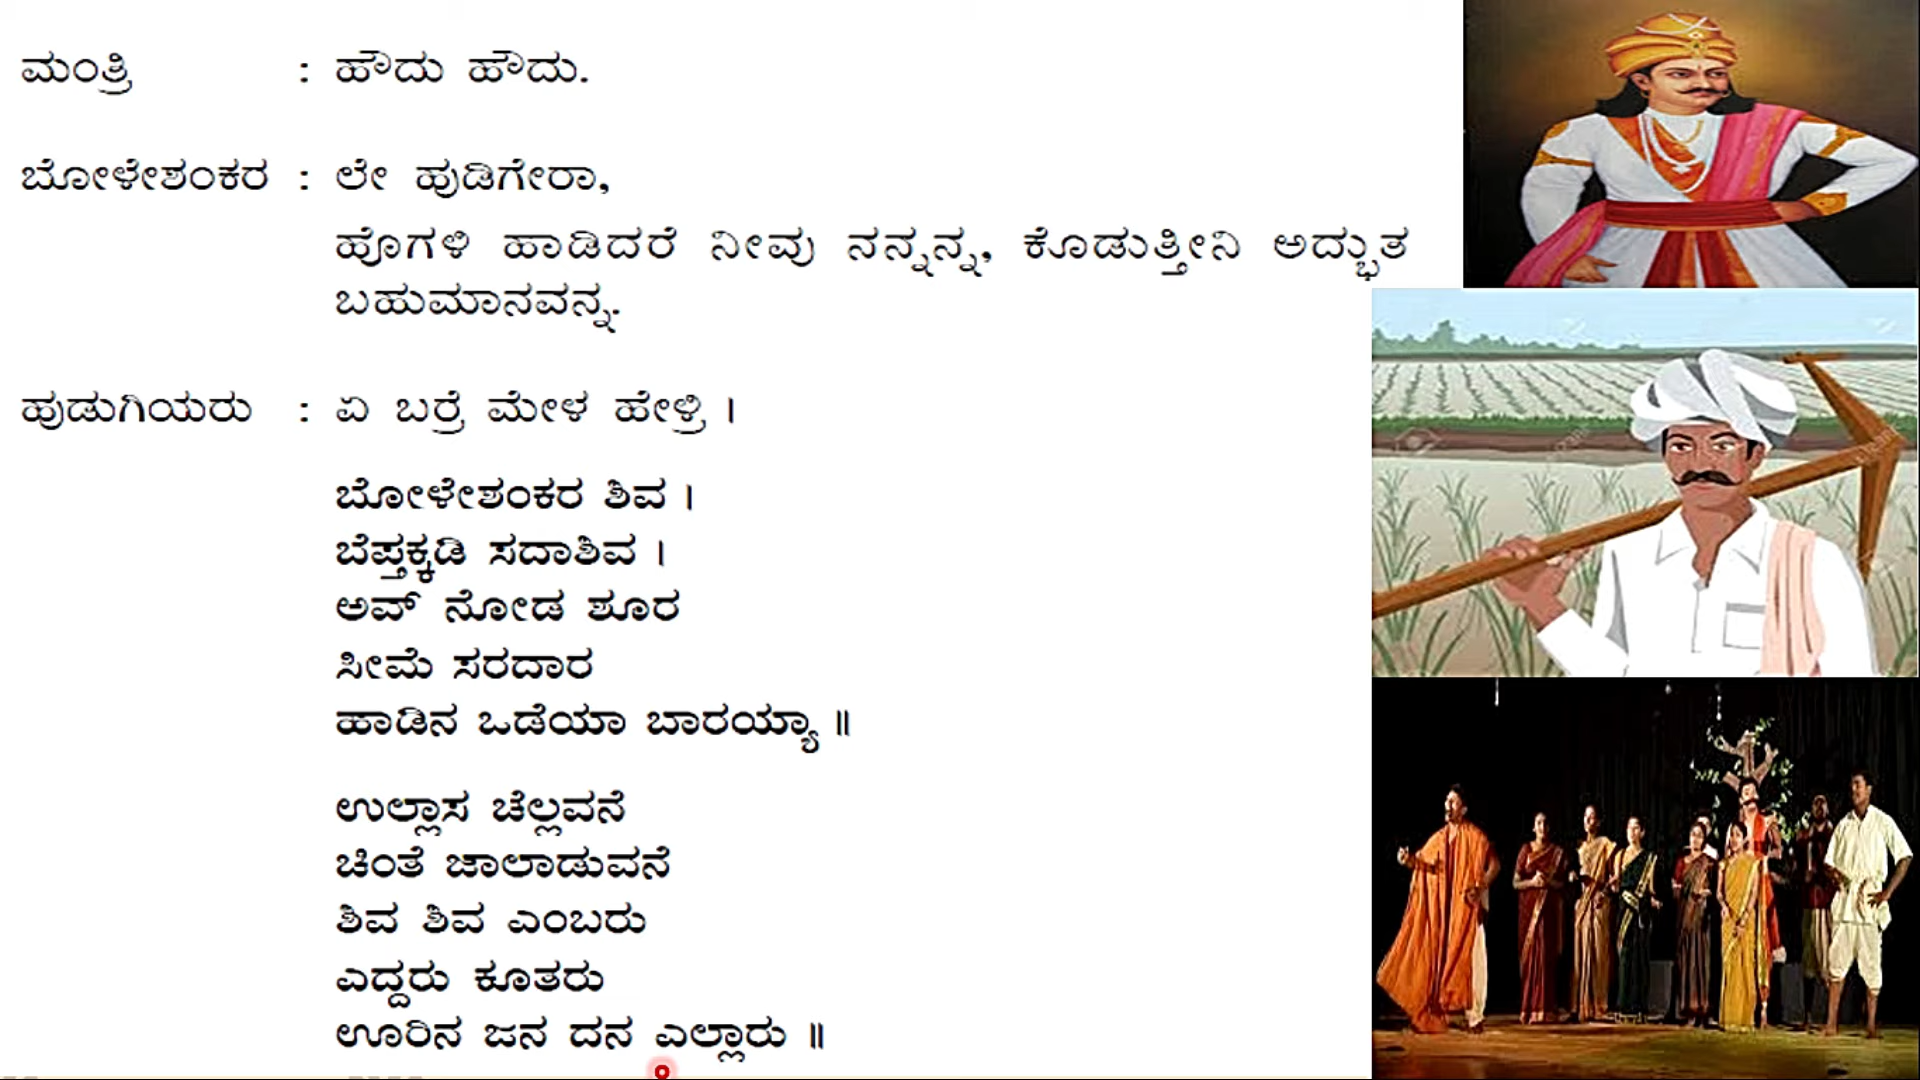 ಮಂತ್ರಿ : ಹೌದು ಹೌದು.
ಬೋಳೇಶಂಕರ : ಲೇ ಹುಡಿಗೇರಾ,
ಹೊಗಳಿ ಹಾಡಿದರೆ ನೀವು ನನ್ನನ್ನ, ಕೊಡುತ್ತೀನಿ ಅದ್ಭುತ
ಬಹುಮಾನವನ್ನ.
ಹುಡುಗಿಯರು : ಏ ಬರ್ರೆ ಮೇಳ ಹೇಳ್ರಿ ।
ಬೋಳೇಶಂಕರ ಶಿವ ।
ಬೆಪ್ತಕ್ಕಡಿ ಸದಾಶಿವ ।
ಅವ್ ನೋಡ ಶೂರ
ಸೀಮೆ ಸರದಾರ
ಹಾಡಿನ ಒಡೆಯಾ ಬಾರಯ್ಯಾ ॥
ಉಲ್ಲಾಸ ಚೆಲ್ಲವನೆ
ಚಿಂತೆ ಜಾಲಾಡುವನೆ
ಶಿವ ಶಿವ ಎಂಬರು
ಎದ್ದರು ಕೂತರು
ಊರಿನ ಜನ ದನ ಎಲ್ಲಾರು ॥